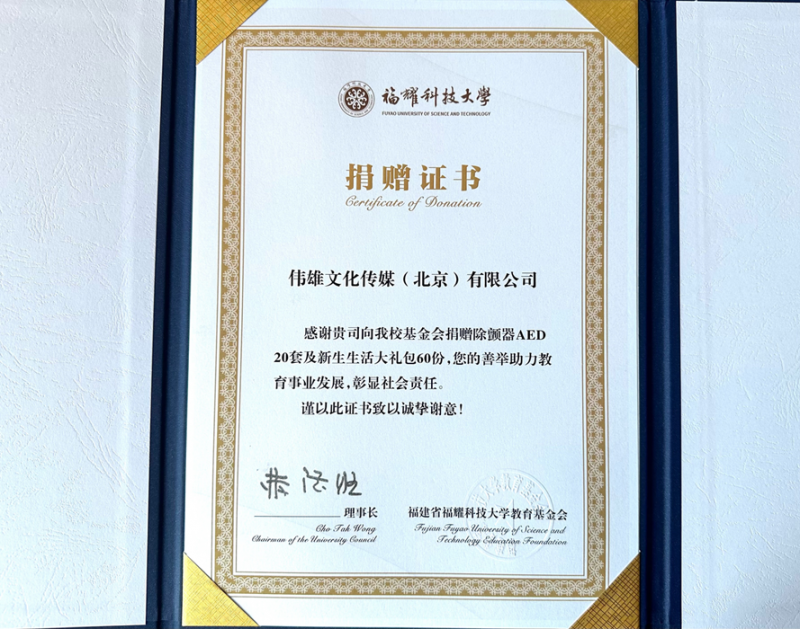 福耀科技大学
FUYAO UNIVERSITY OF SCIENCE AND TECHNOLOGY
捐赠证书
Certificate of Donation
伟雄文化传媒（北京）有限公司
感谢贵司向我校基金会捐赠除颤器AED
20套及新生生活大礼包60份,您的善举助力教
育事业发展,彰显社会责任。
谨以此证书致以诚挚谢意!
理事长
Cho Tak Wong
Chairman of the University Council
福建省福耀科技大学教育基金会
Fujian Fuyao University of Science and
Technology Education Foundation